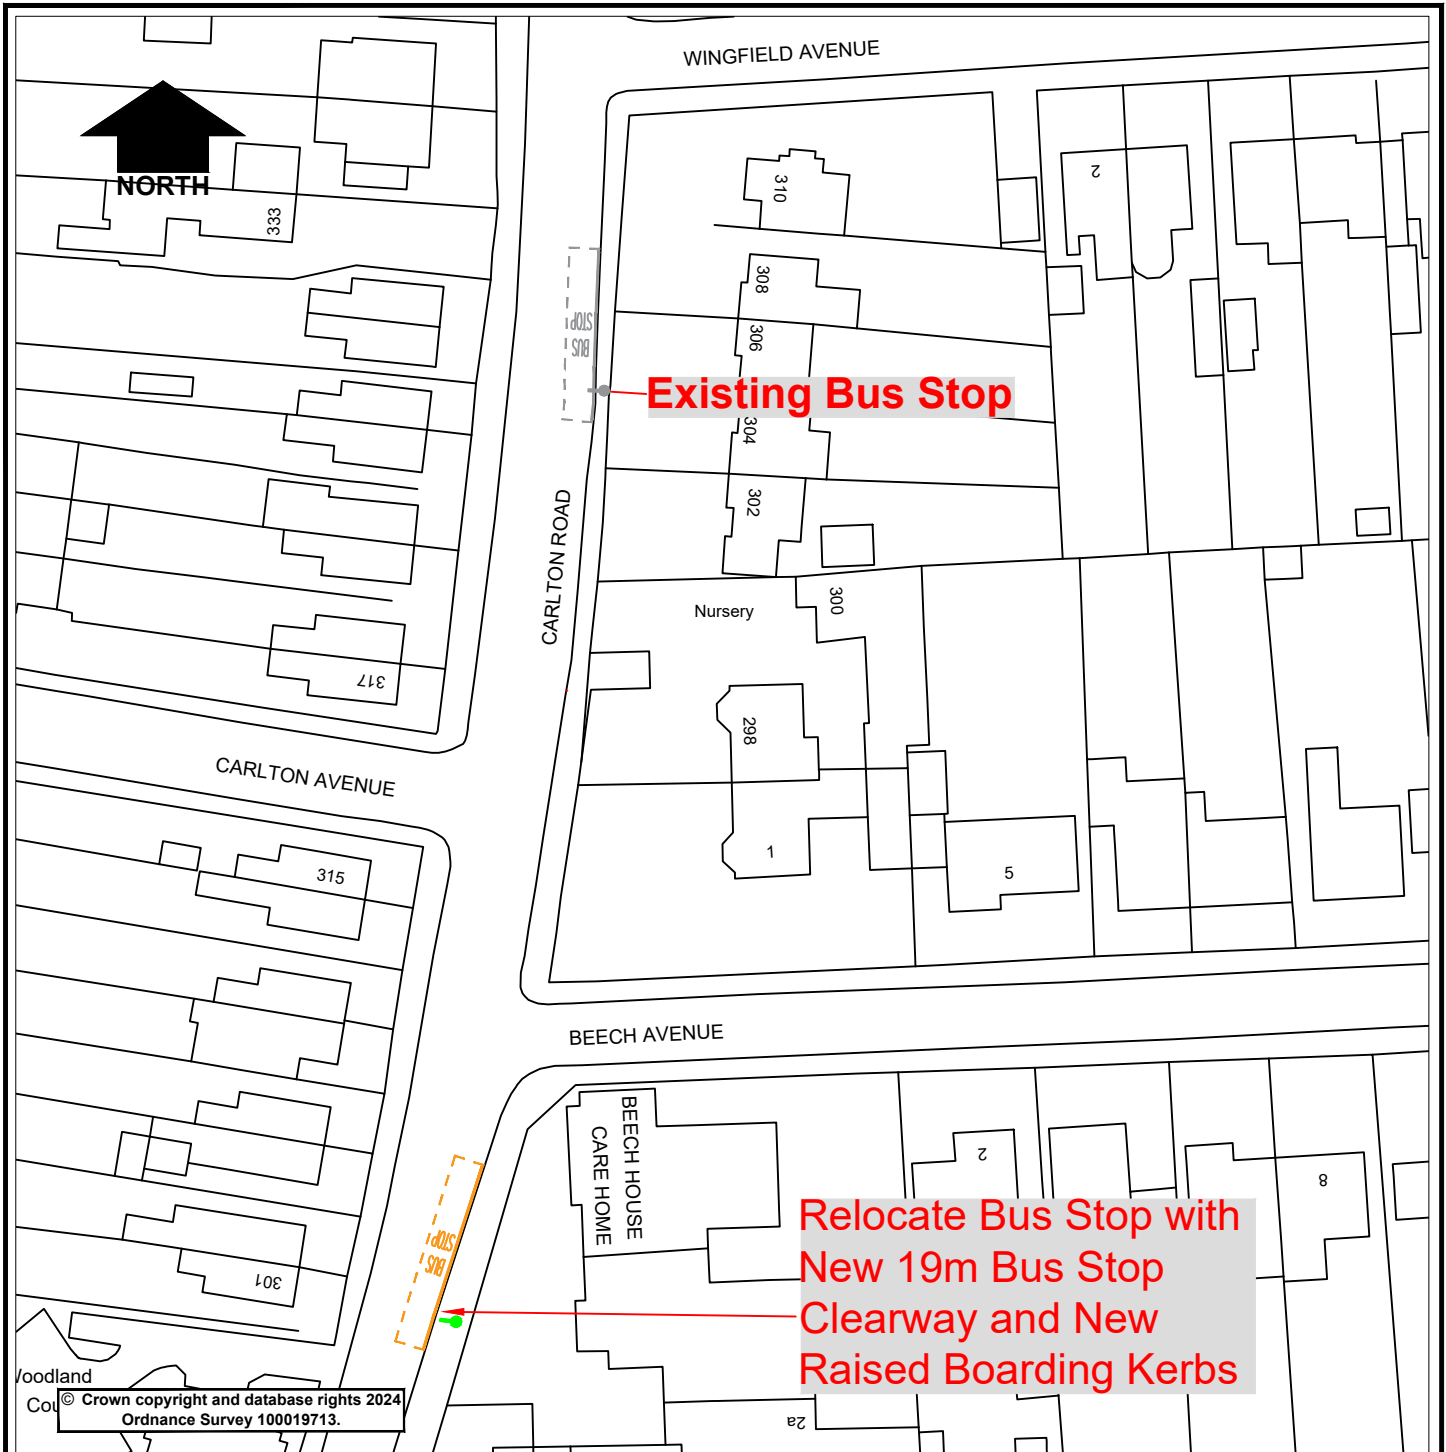 WINGFIELD AVENUE
NORTH
333
310
2
308
306
304
302
BUS
STOP
Existing Bus Stop
CARLTON ROAD
Nursery
300
317
298
CARLTON AVENUE
1
5
315
BEECH AVENUE
BEECH HOUSE
CARE HOME
2
8
BUS
STOP
301
Relocate Bus Stop with
New 19m Bus Stop
Clearway and New
Raised Boarding Kerbs
2a
© Crown copyright and database rights 2024
Ordnance Survey 100019713.